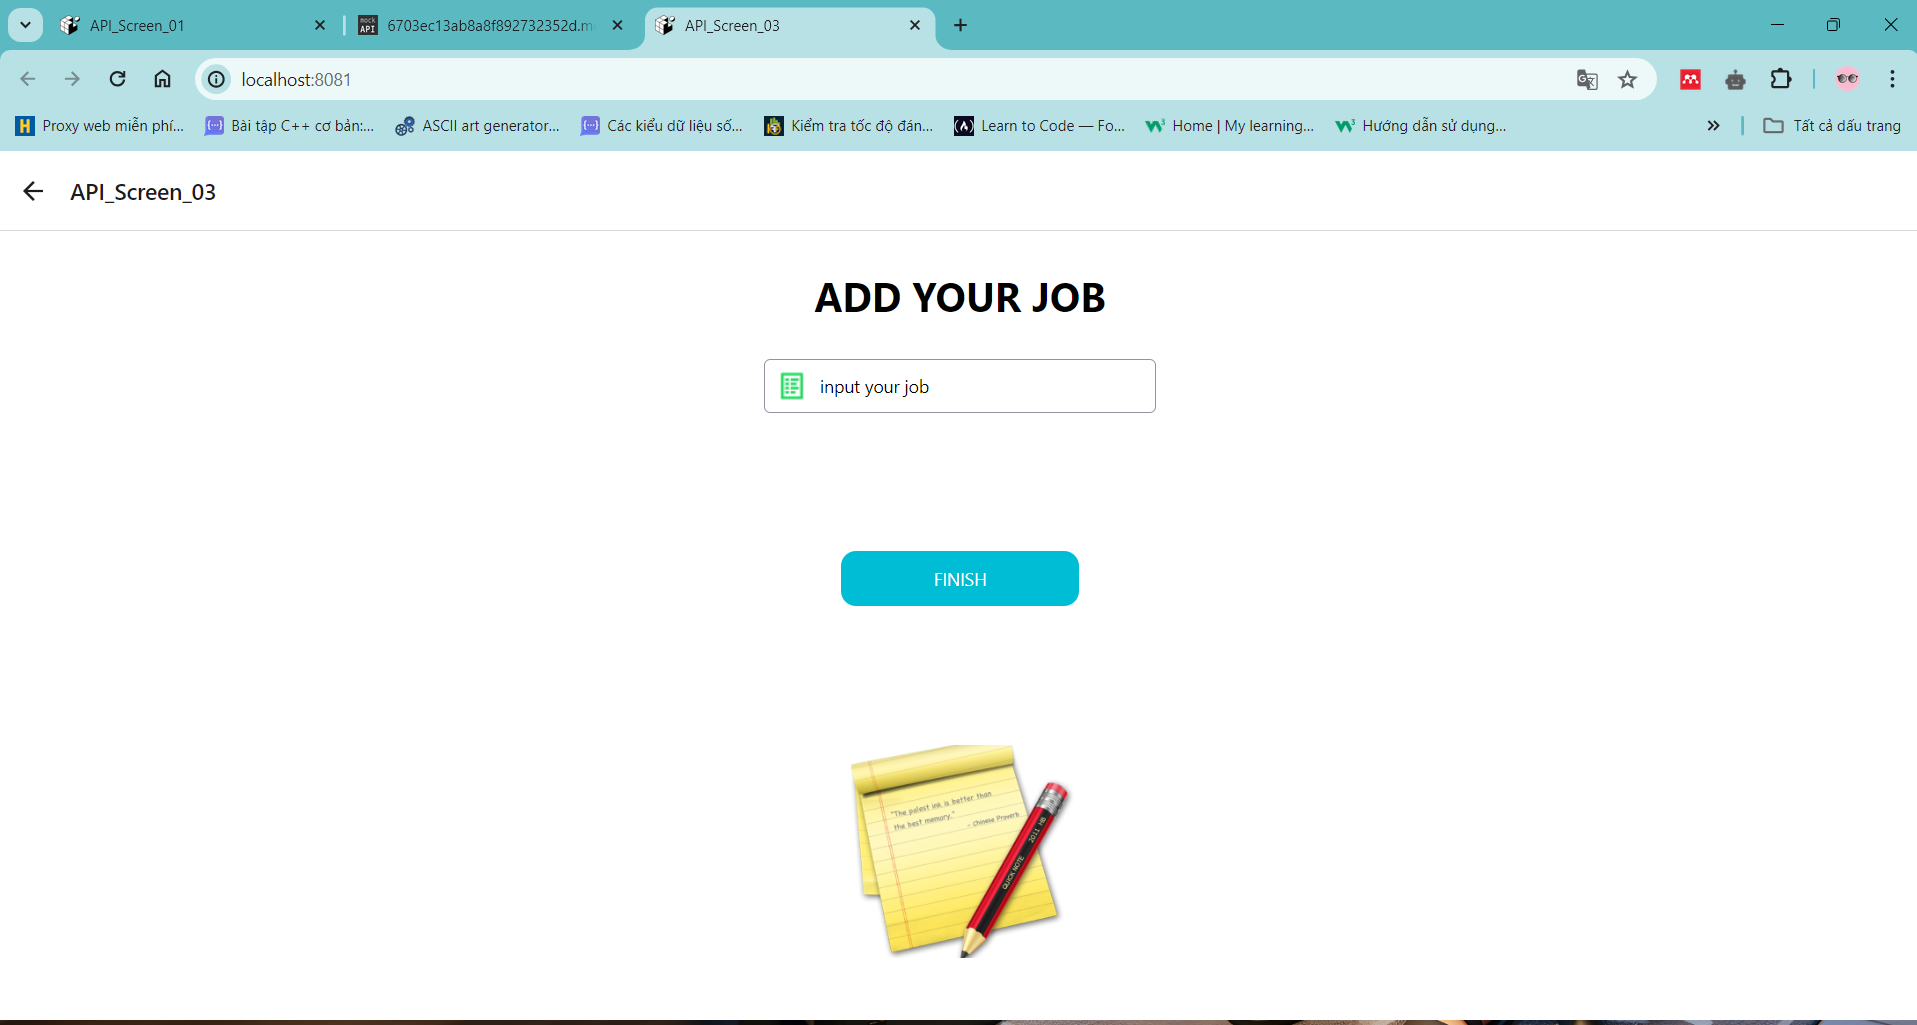 API_Screen_01
mock API 6703ec13ab8a8f892732352d.m
API_Screen_03
localhost:8081
Proxy web miễn phí... Bài tập C++ cơ bản:... ASCII art generator... Các kiểu dữ liệu số... Kiểm tra tốc độ đán... Learn to Code — Fo... Home | My learning... Hướng dẫn sử dụng... Tất cả dấu trang
API_Screen_03
ADD YOUR JOB
input your job
FINISH
"The palest ink is better than
the best memory."
- Chinese Proverb
QUICK NOTE 2011 HB